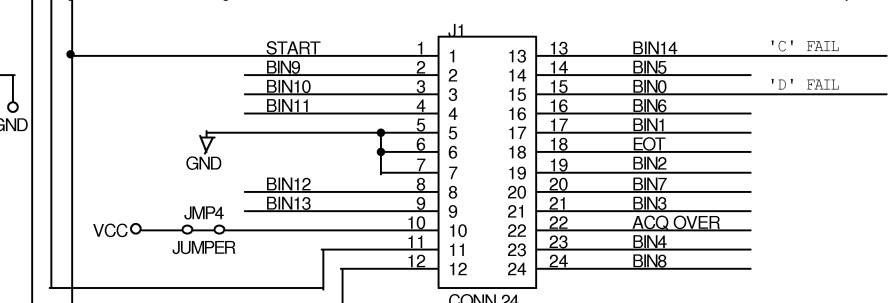 J1
START 1 1 13 13 BIN14 'C' FAIL
BIN9 2 2 14 14 BIN5
BIN10 3 3 15 15 BIN0 'D' FAIL
BIN11 4 4 16 16 BIN6
5 5 17 17 BIN1
GND
6 6 18 18 EOT
GND
7 7 19 19 BIN2
BIN12 8 8 20 20 BIN7
BIN13 9 9 21 21 BIN3
JMP4
VCC 10 10 22 22 ACQ OVER
JUMPER
11 11 23 23 BIN4
12 12 24 24 BIN8
CONN 24